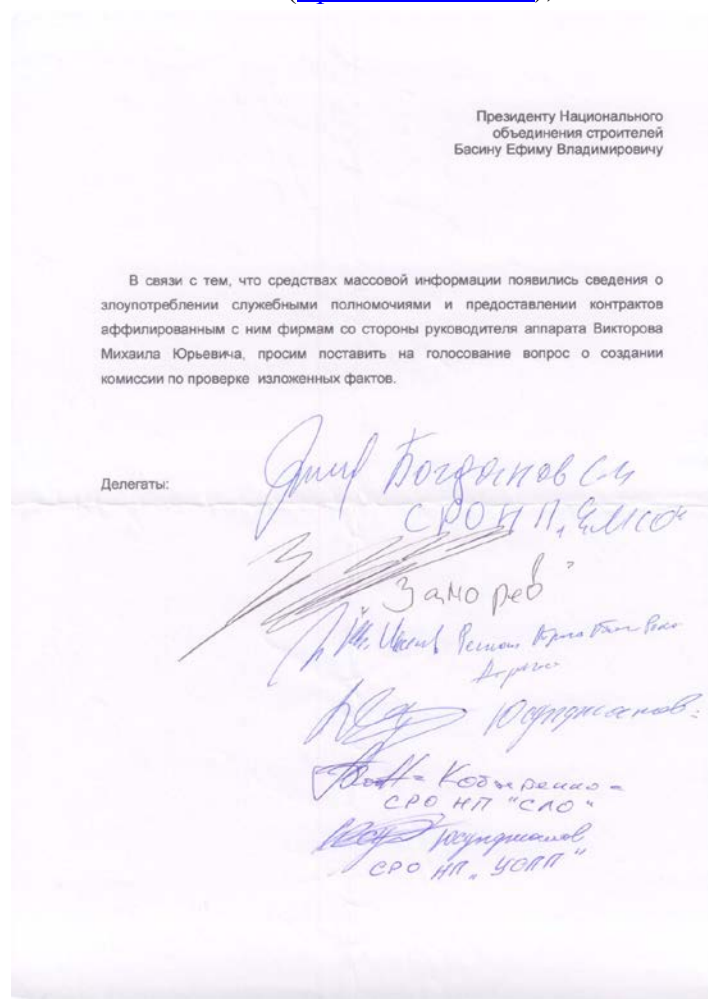 Президенту Национального
объединения строителей
Басину Ефиму Владимировичу
В связи с тем, что средствах массовой информации появились сведения о
злоупотреблении служебными полномочиями и предоставлении контрактов
аффилированным с ним фирмам со стороны руководителя аппарата Викторова
Михаила Юрьевича, просим поставить на голосование вопрос о создании
комиссии по проверке изложенных фактов.
Делегаты:
Богданов С.И
СРО НП
Заморев
Юсупджанов
СРО НП "СЛО"
Юсупджанов
СРО НП "УСПП"